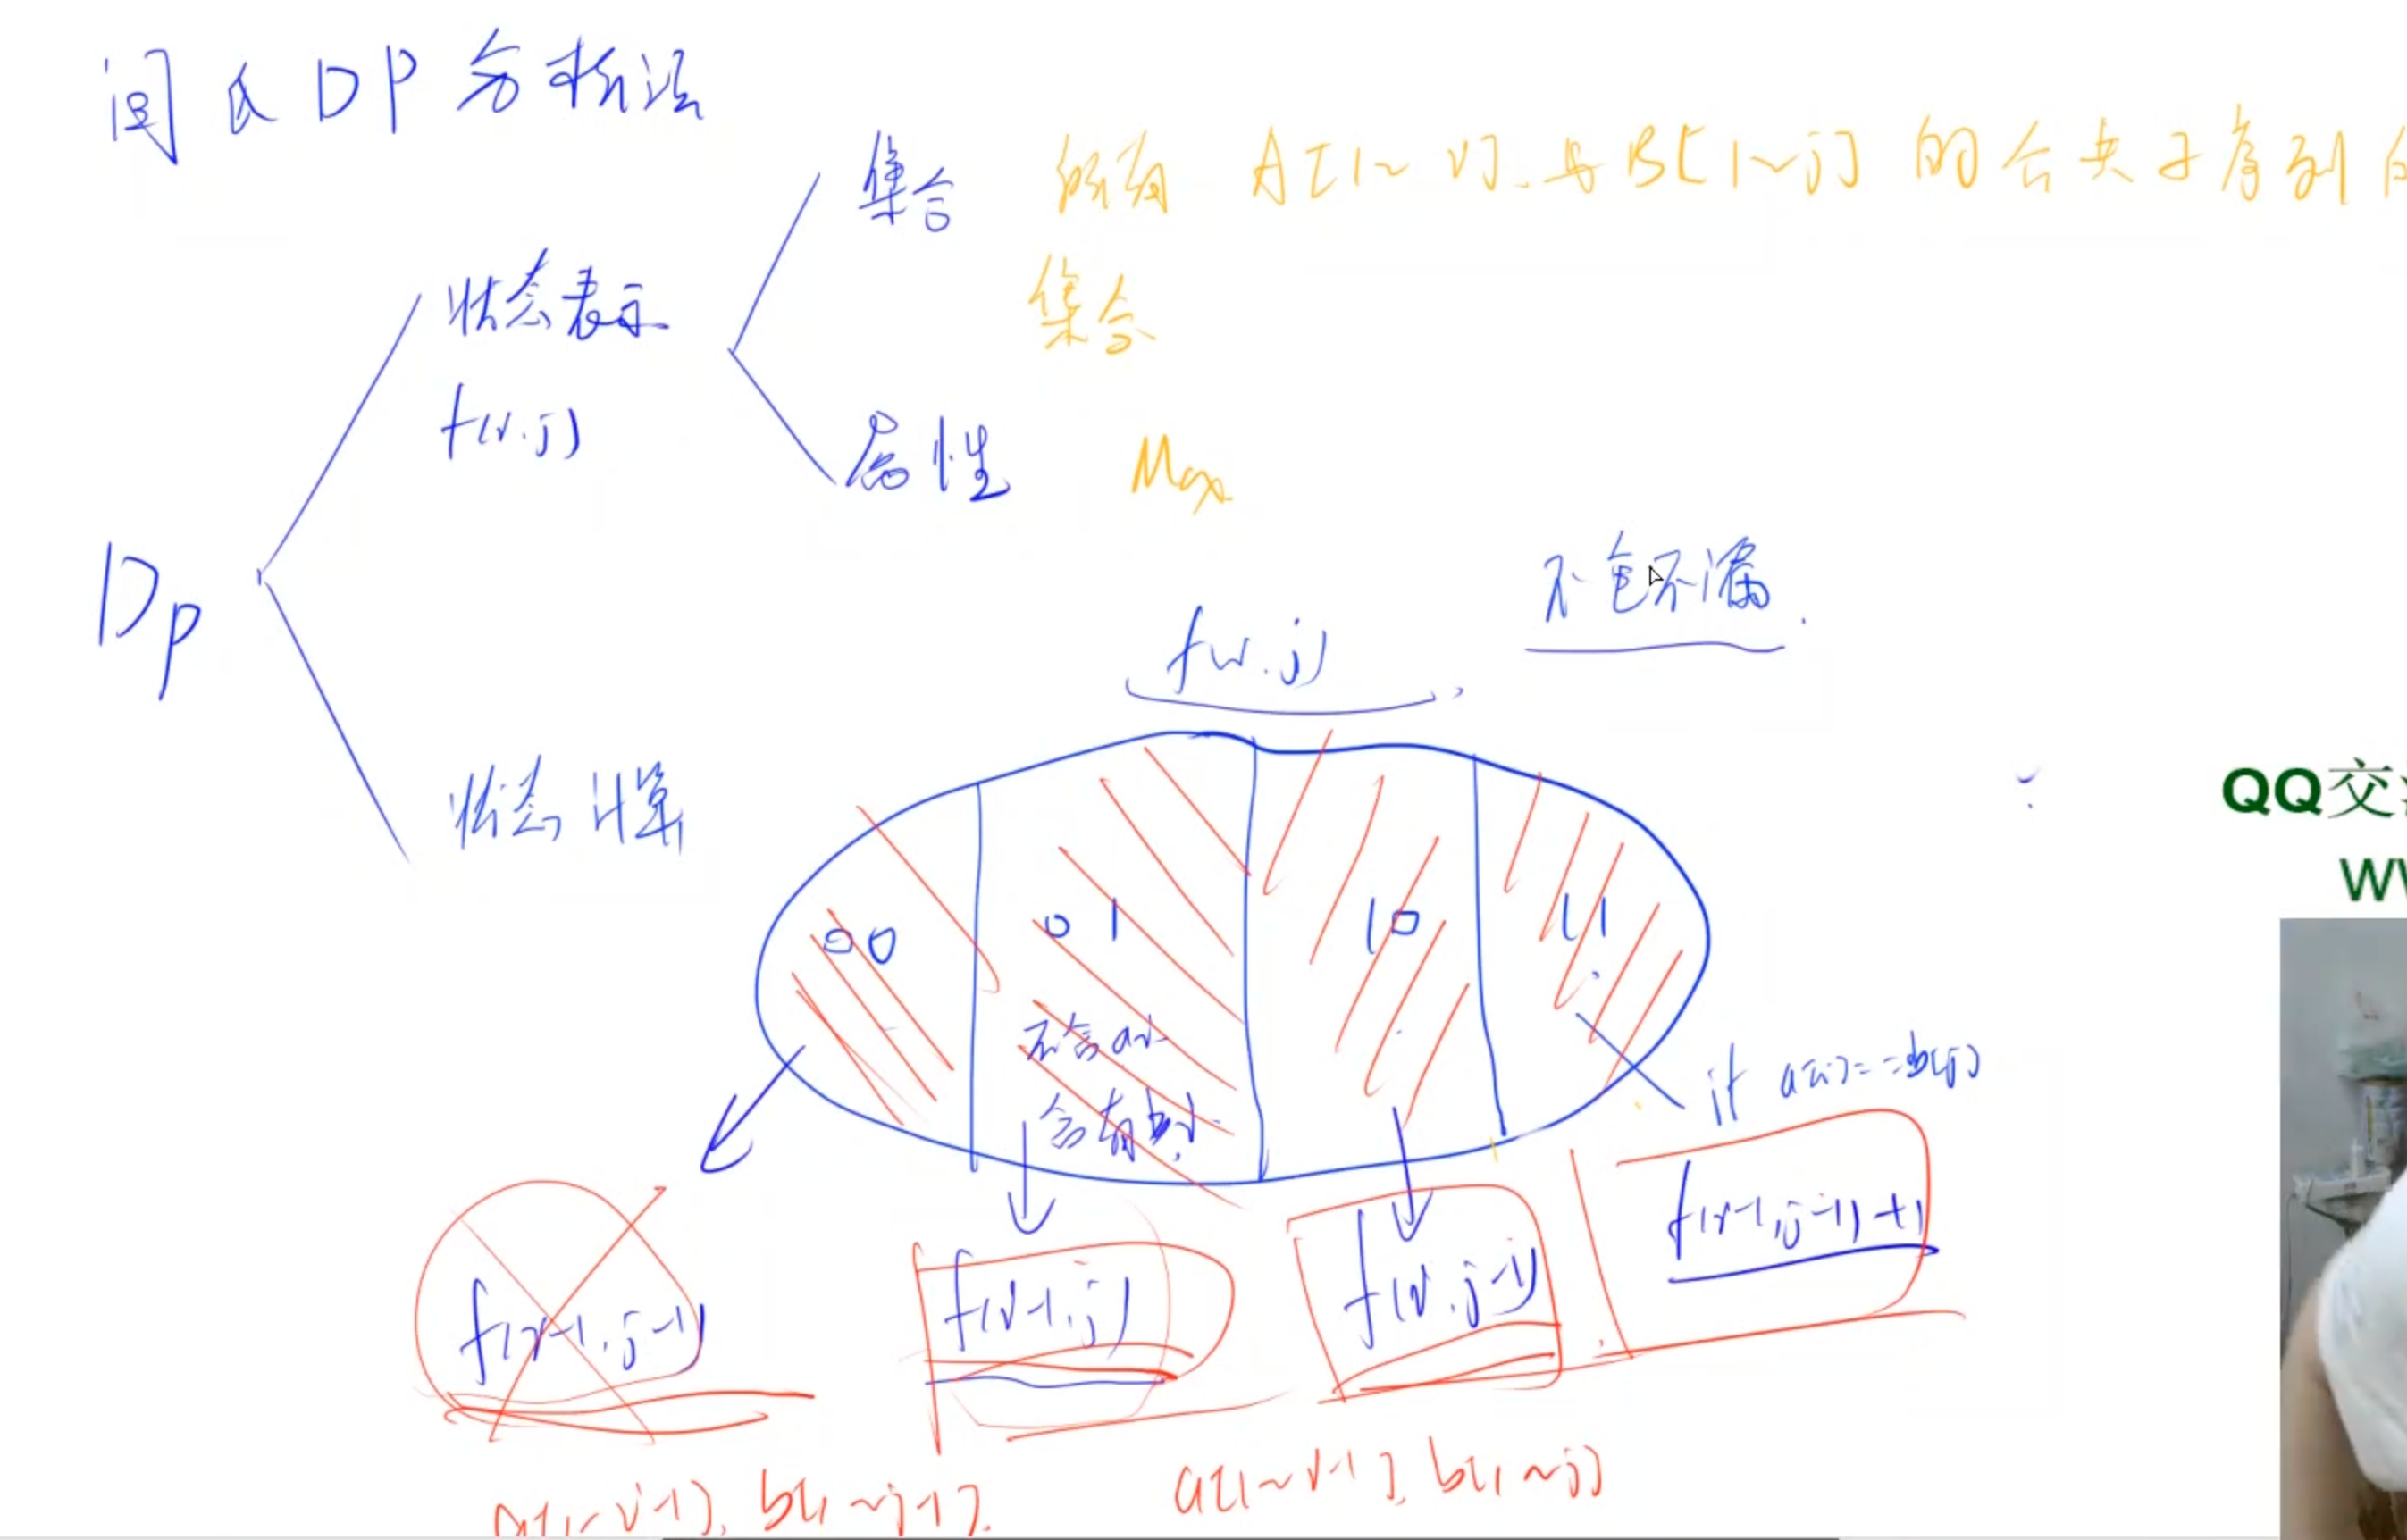 闫氏DP分析法
集合 所有 A[1~i]与B[1~j]的公共子序列的
集合
状态表示
f(i,j)
属性 Max
DP
不重不漏
f(i,j)
状态计算
00 01 10 11
不含ai
含有bj
if a[i]==b[j]
f(i-1,j-1) f(i-1,j) f(i,j-1) f(i-1,j-1)+1
a[1~i-1], b[1~j-1]. a[1~i-1], b[1~j]
QQ交